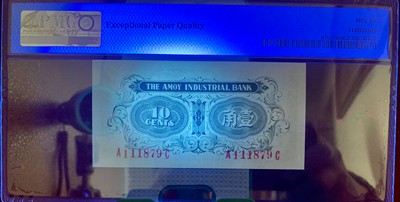 PMG
Exceptional Paper Quality
THE AMOY INDUSTRIAL BANK
10
CENTS
角壹
A111879C A111879C